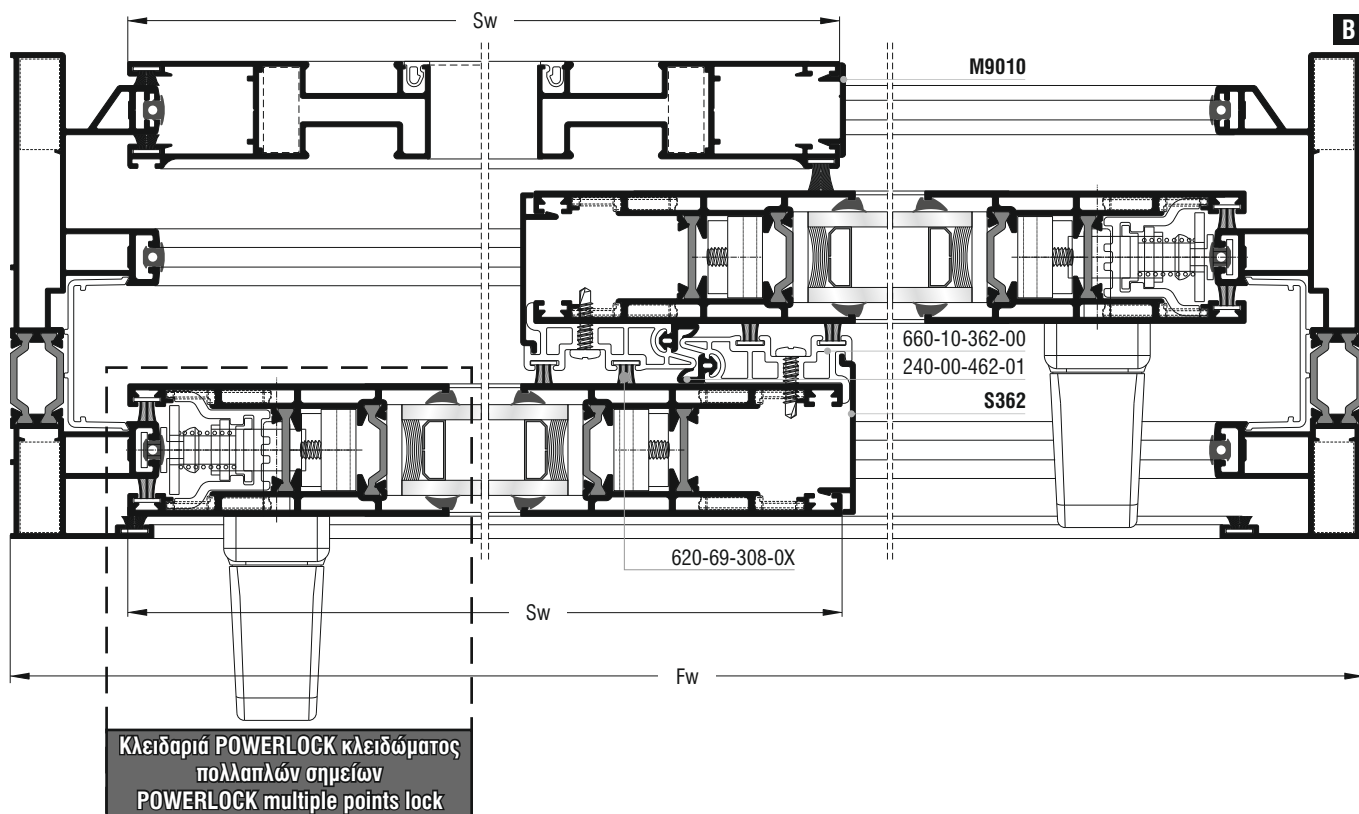 Sw
B
M9010
660-10-362-00
240-00-462-01
S362
620-69-308-0X
Sw
Fw
Κλειδαριά POWERLOCK κλειδώματος
πολλαπλών σημείων
POWERLOCK multiple points lock